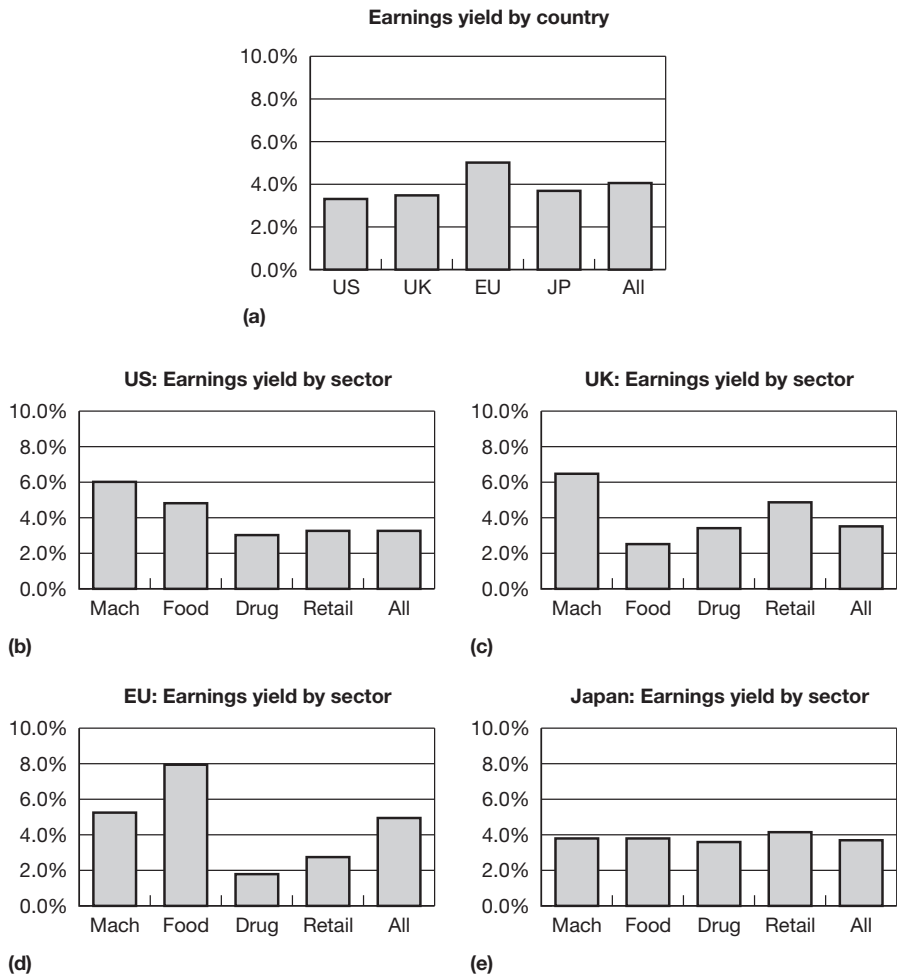 Earnings yield by country
10.0%
8.0%
6.0%
4.0%
2.0%
0.0%
US UK EU JP All
(a)
US: Earnings yield by sector
10.0%
8.0%
6.0%
4.0%
2.0%
0.0%
Mach Food Drug Retail All
(b)
UK: Earnings yield by sector
10.0%
8.0%
6.0%
4.0%
2.0%
0.0%
Mach Food Drug Retail All
(c)
EU: Earnings yield by sector
10.0%
8.0%
6.0%
4.0%
2.0%
0.0%
Mach Food Drug Retail All
(d)
Japan: Earnings yield by sector
10.0%
8.0%
6.0%
4.0%
2.0%
0.0%
Mach Food Drug Retail All
(e)